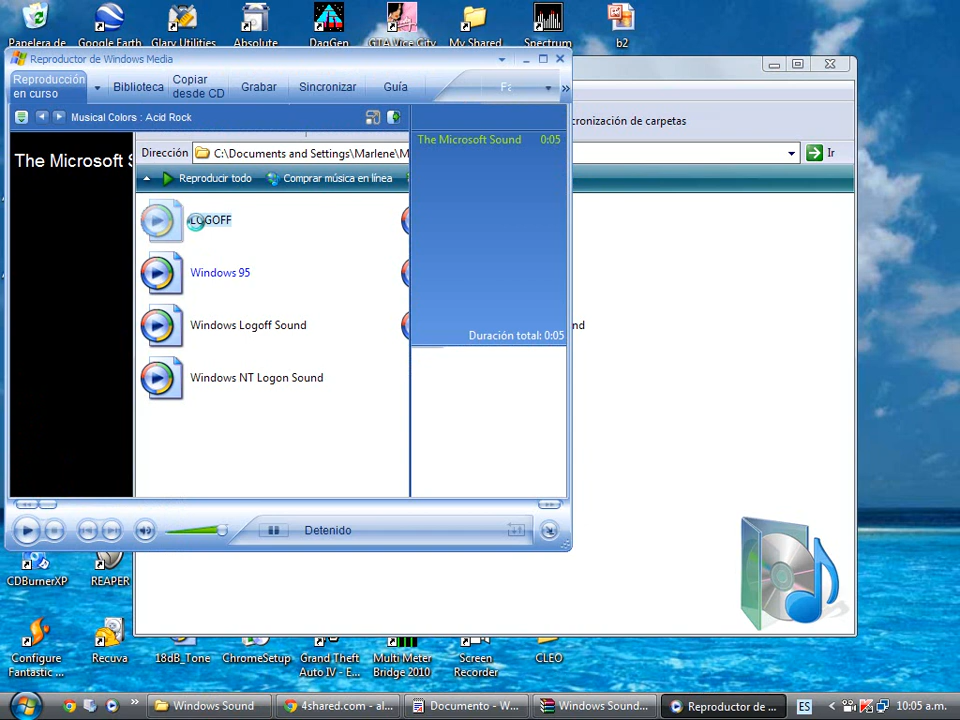 Papelera de
Google Earth
Glary Utilities
Absolute
DaqGen
GTA Vice City
My Shared
Spectrum
b2
Reproductor de Windows Media
Reproducción
en curso
Biblioteca
Copiar
desde CD
Grabar
Sincronizar
Guía
Fa
»
Musical Colors : Acid Rock
cronización de carpetas
The Microsoft S
The Microsoft Sound 0:05
Dirección
C:\Documents and Settings\Marlene\M
Ir
Reproducir todo
Comprar música en línea
LOGOFF
Windows 95
Windows Logoff Sound
nd
Duración total: 0:05
Windows NT Logon Sound
Detenido
CDBurnerXP
REAPER
Configure
Fantastic ...
Recuva
18dB_Tone
ChromeSetup
Grand Theft
Auto IV - E...
Multi Meter
Bridge 2010
Screen
Recorder
CLEO
»
Windows Sound
4shared.com - al...
Documento - W...
Windows Sound...
Reproductor de ...
ES
10:05 a.m.